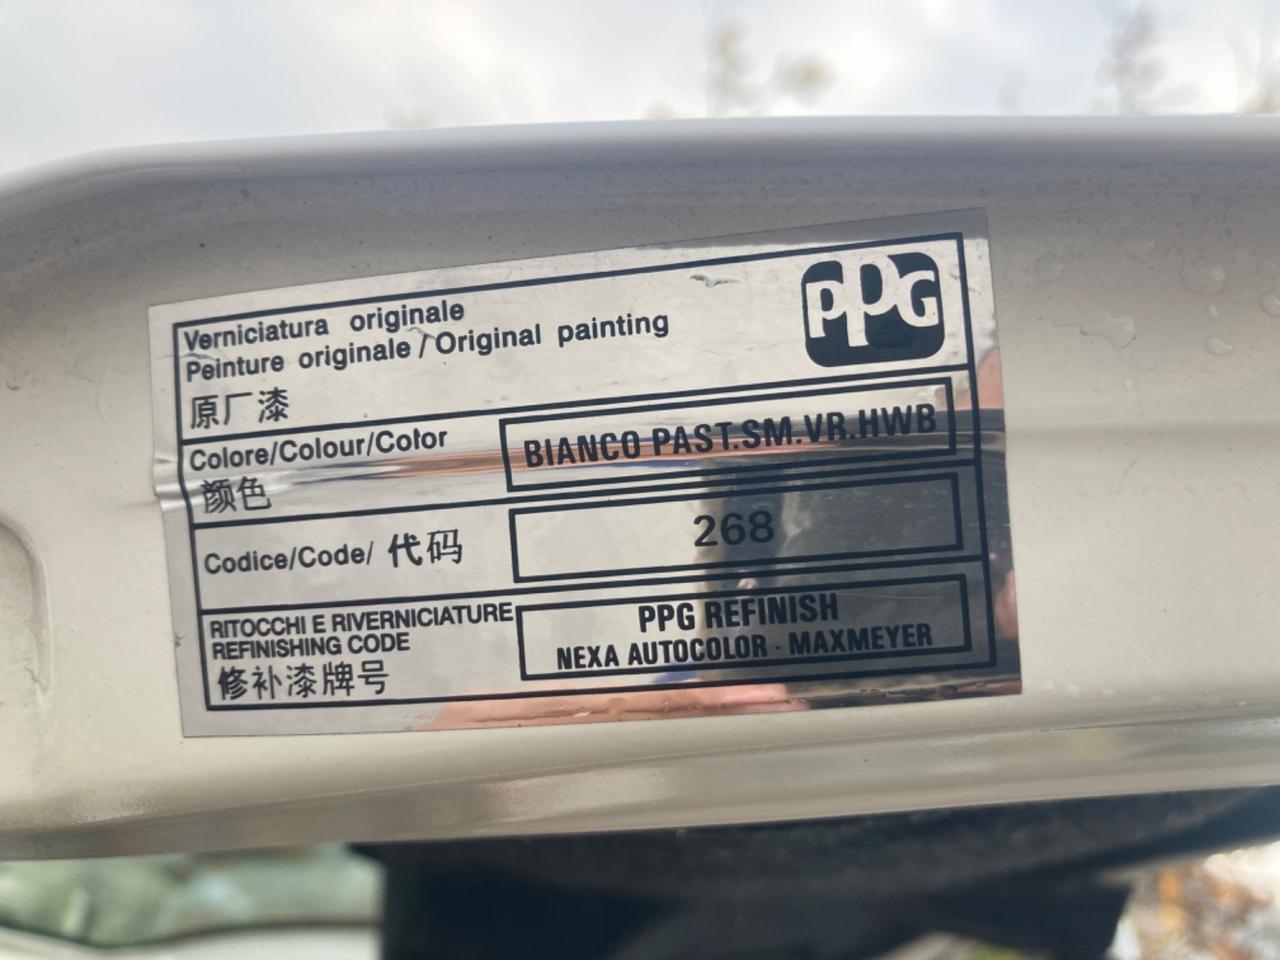 Verniciatura originale
Peinture originale / Original painting
PPG
原厂漆
Colore/Colour/Color
颜色
BIANCO PAST.SM.VR.HWB
Codice/Code/ 代码
268
RITOCCHI E RIVERNICIATURE
REFINISHING CODE
修补漆牌号
PPG REFINISH
NEXA AUTOCOLOR - MAXMEYER